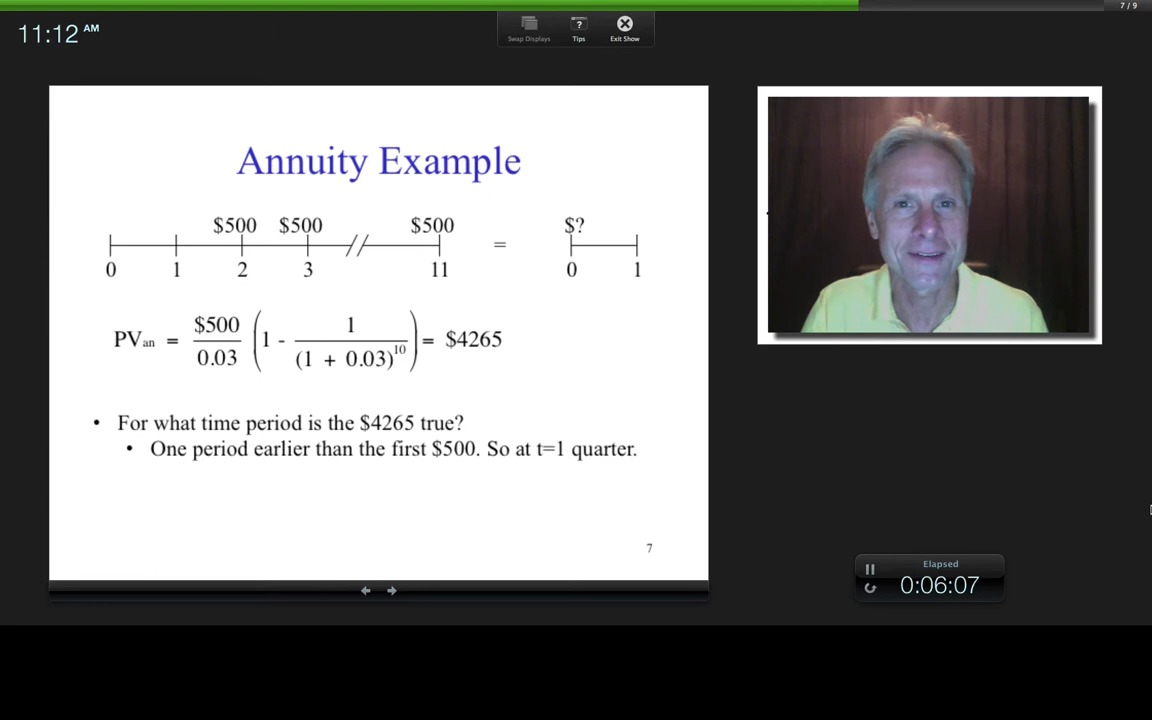 7 / 9
11:12 AM
Swap Displays Tips Exit Show
Annuity Example
$500 $500 $500 = $?
0 1 2 3 11 0 1
PVan = $500 / 0.03 (1 - 1 / (1 + 0.03)^10) = $4265
• For what time period is the $4265 true?
• One period earlier than the first $500. So at t=1 quarter.
7
Elapsed
0:06:07